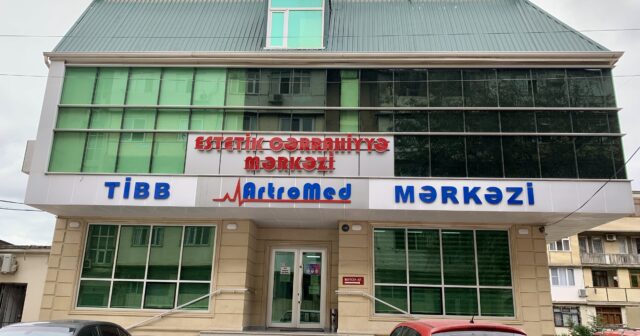 ESTETİK CƏRRAHİYYƏ
MƏRKƏZİ
TİBB ArtroMed MƏRKƏZİ